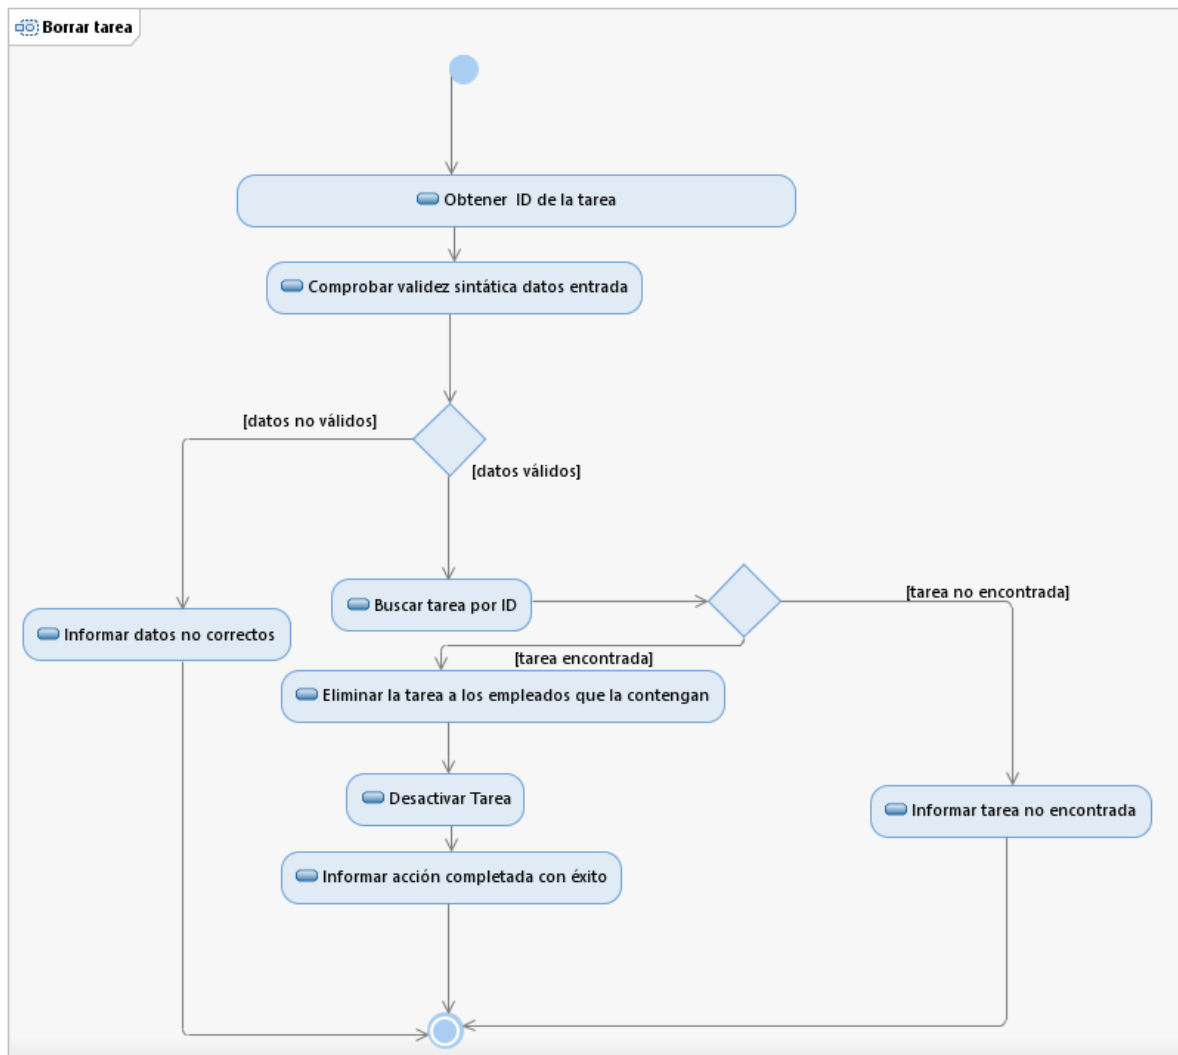 Borrar tarea
Obtener ID de la tarea
Comprobar validez sintática datos entrada
[datos no válidos]
[datos válidos]
Buscar tarea por ID
[tarea no encontrada]
Informar datos no correctos
[tarea encontrada]
Eliminar la tarea a los empleados que la contengan
Desactivar Tarea
Informar tarea no encontrada
Informar acción completada con éxito